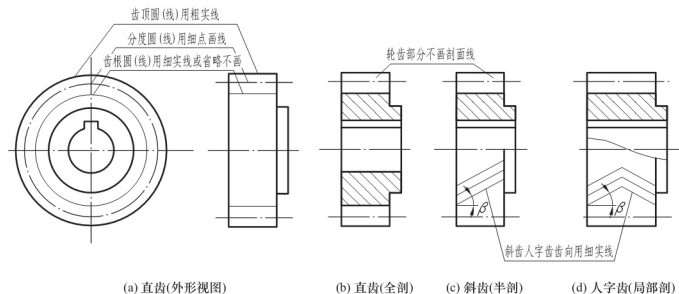 齿顶圆(线)用粗实线
分度圆(线)用细点画线
齿根圆(线)用细实线或省略不画
轮齿部分不画剖面线
β
β
斜齿人字齿齿向用细实线
(a) 直齿(外形视图)
(b) 直齿(全剖)
(c) 斜齿(半剖)
(d) 人字齿(局部剖)